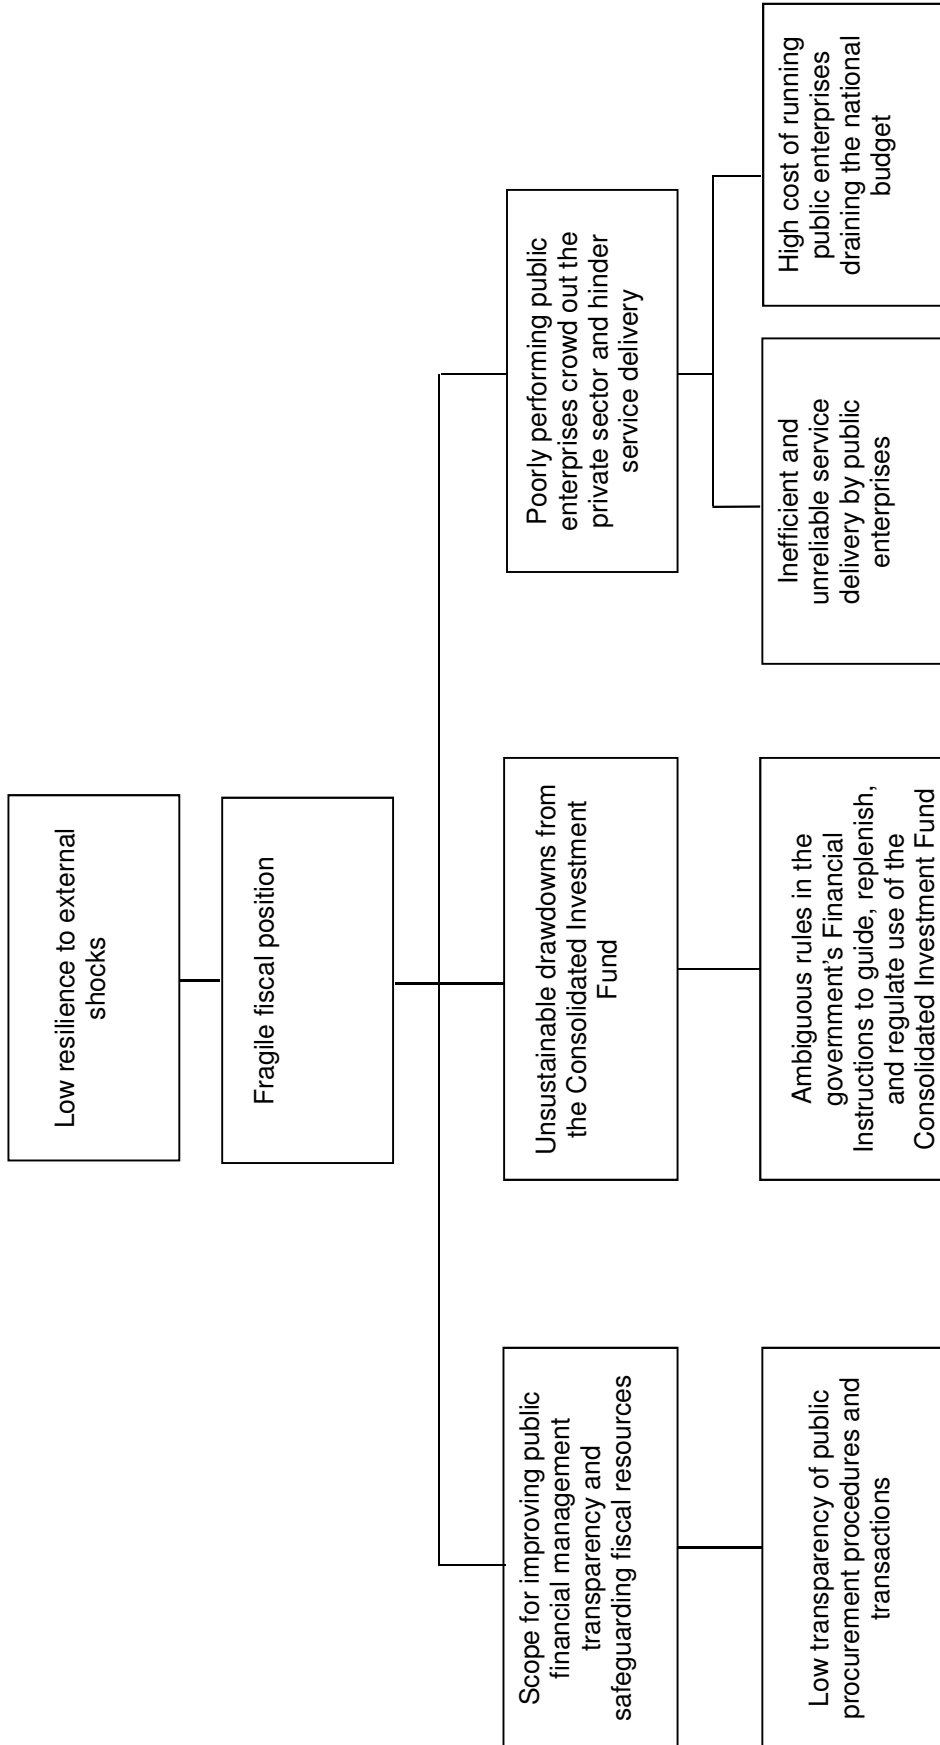 Low resilience to external
shocks
Fragile fiscal position
Scope for improving public
financial management
transparency and
safeguarding fiscal resources
Unsustainable drawdowns from
the Consolidated Investment
Fund
Poorly performing public
enterprises crowd out the
private sector and hinder
service delivery
Low transparency of public
procurement procedures and
transactions
Ambiguous rules in the
government’s Financial
Instructions to guide, replenish,
and regulate use of the
Consolidated Investment Fund
Inefficient and
unreliable service
delivery by public
enterprises
High cost of running
public enterprises
draining the national
budget